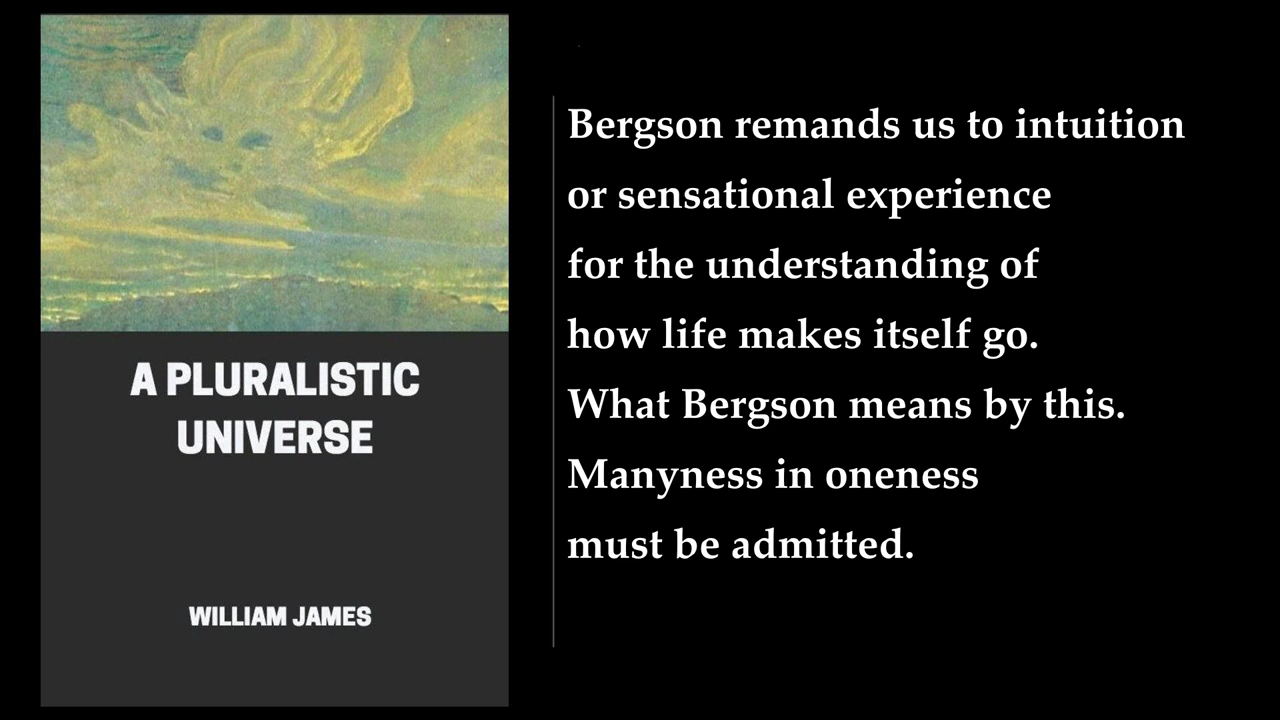 A PLURALISTIC
UNIVERSE
WILLIAM JAMES
Bergson remands us to intuition
or sensational experience
for the understanding of
how life makes itself go.
What Bergson means by this.
Manyness in oneness
must be admitted.